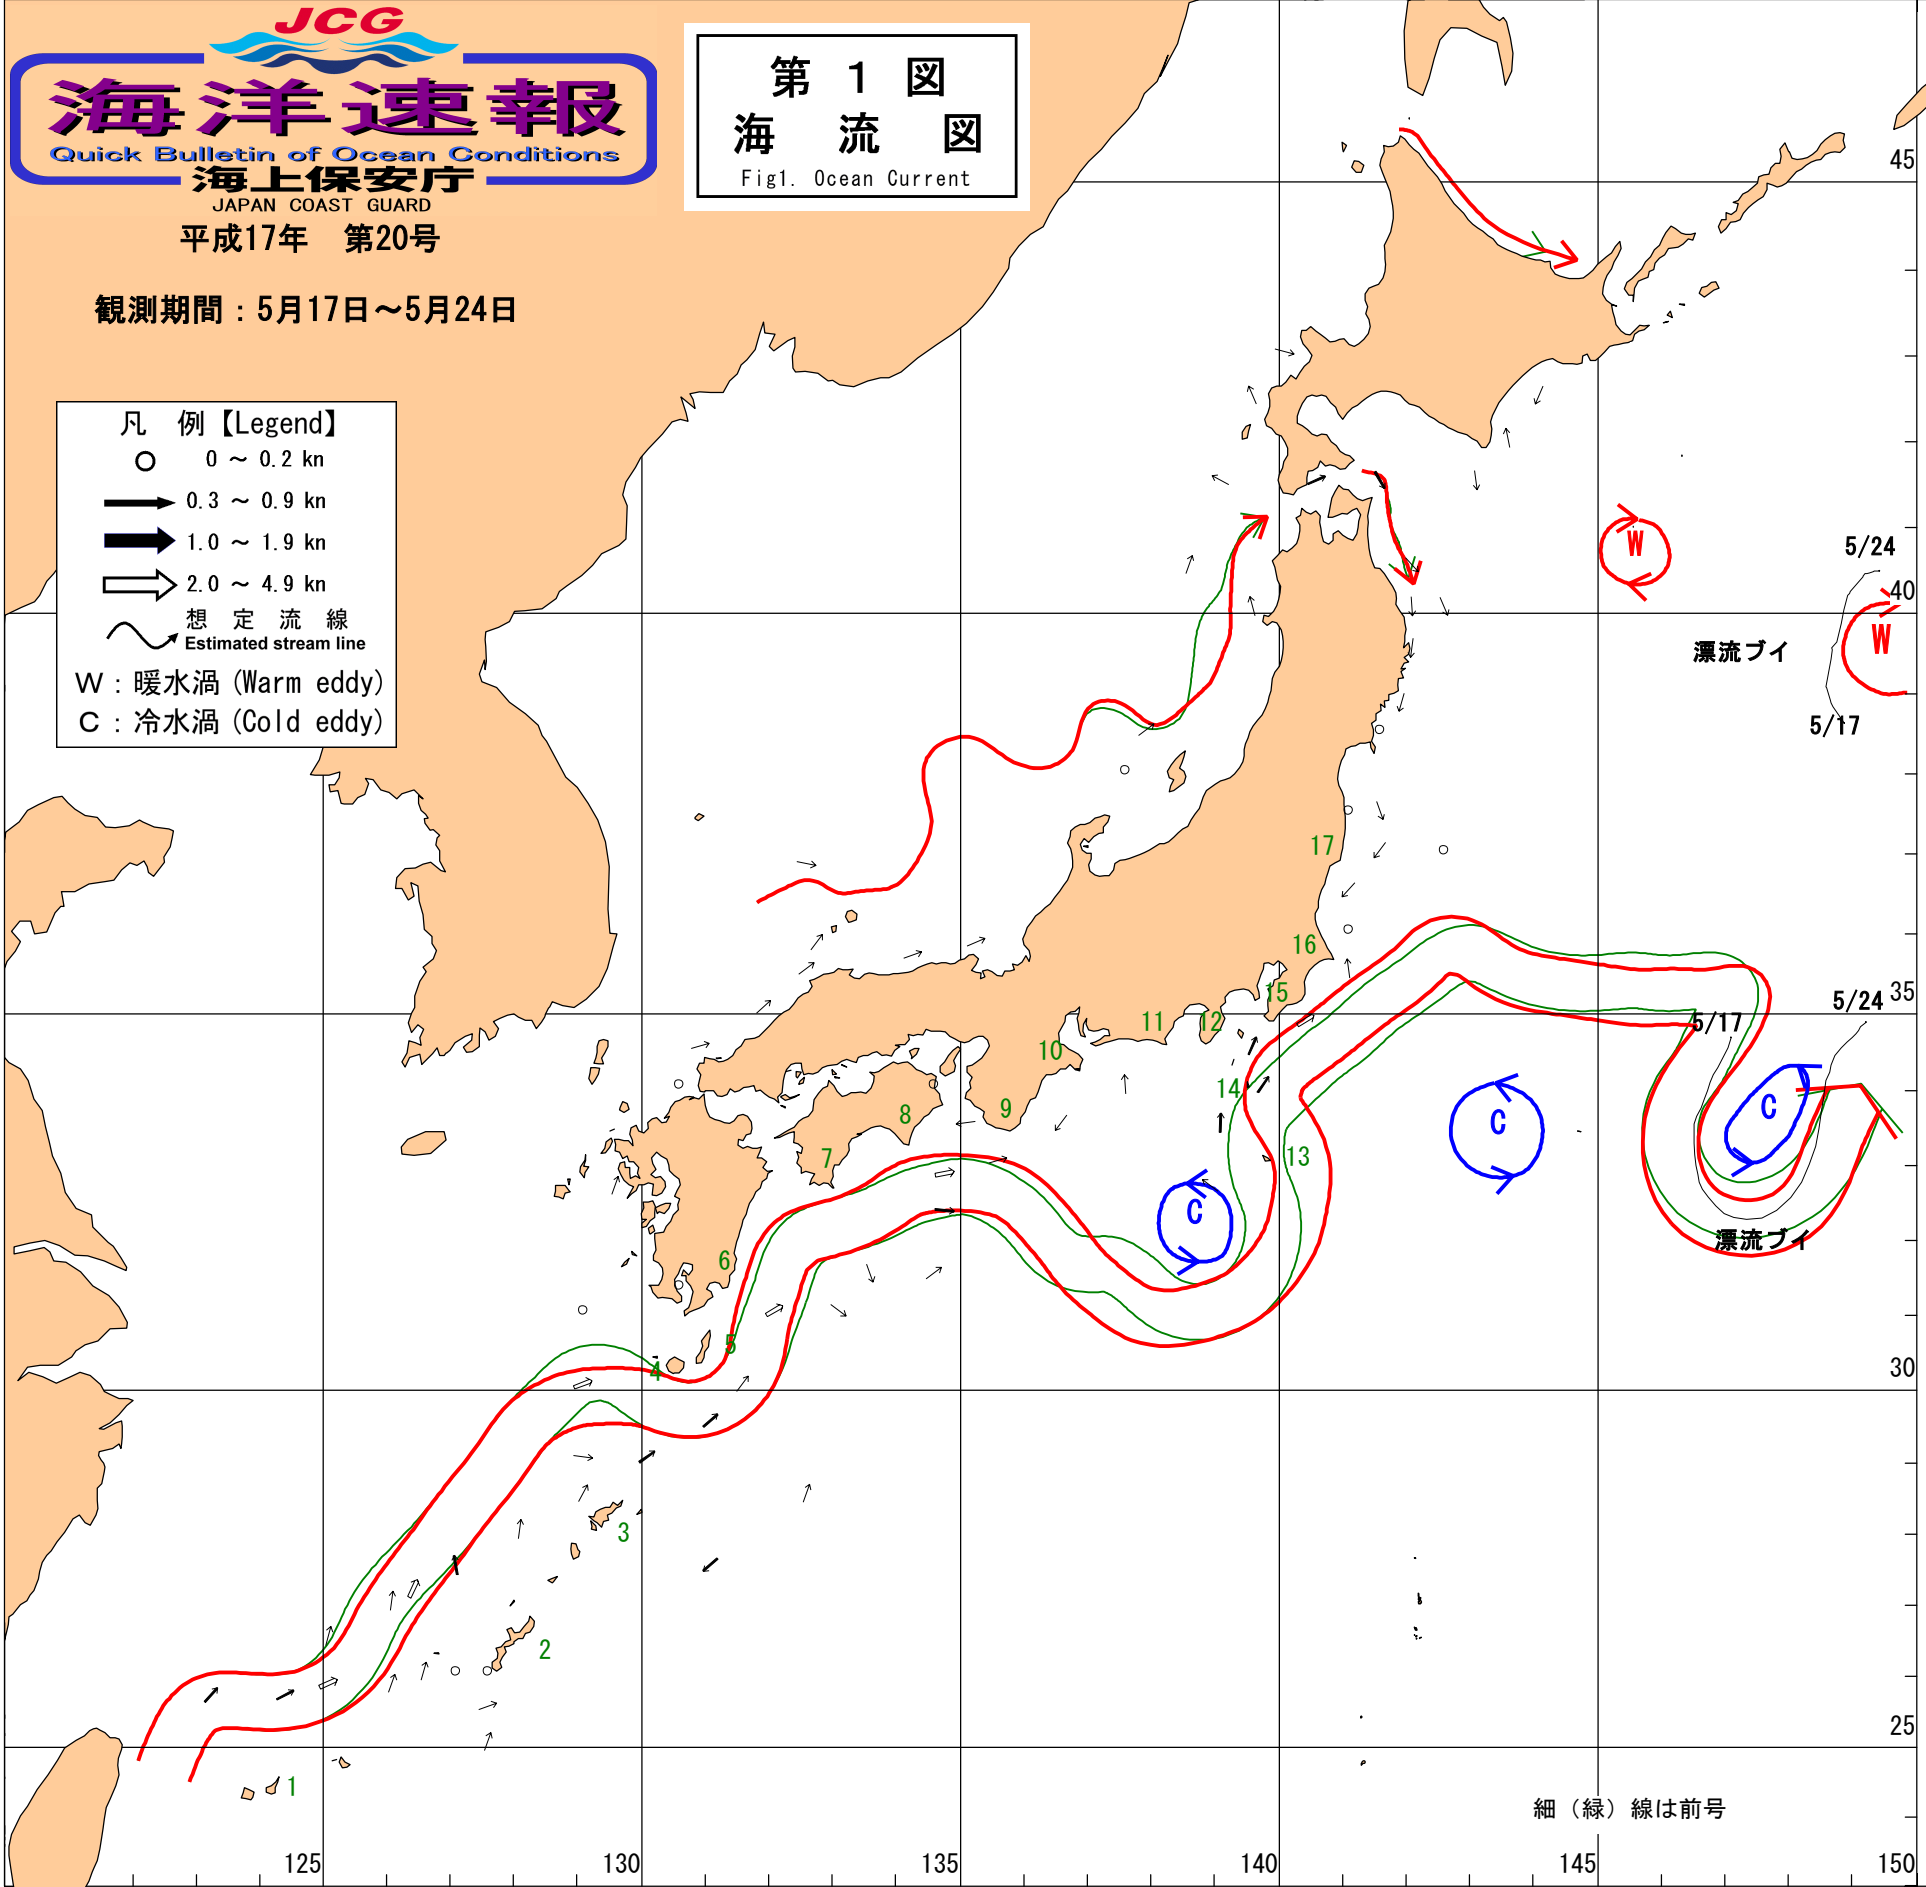 JCG
海洋速報
Quick Bulletin of Ocean Conditions
海上保安庁
JAPAN COAST GUARD
平成17年 第20号
観測期間：5月17日～5月24日
第 1 図
海 流 図
Fig1. Ocean Current
凡 例【Legend】
0 ～ 0.2 kn
0.3 ～ 0.9 kn
1.0 ～ 1.9 kn
2.0 ～ 4.9 kn
想 定 流 線
Estimated stream line
W：暖水渦(Warm eddy)
C：冷水渦(Cold eddy)
45
W
5/24
40
W
漂流ブイ
5/17
17
16
15
35
5/24
5/17
11
12
10
14
C
C
9
8
13
7
C
漂流ブイ
6
5
4
30
3
2
25
1
細（緑）線は前号
125
130
135
140
145
150